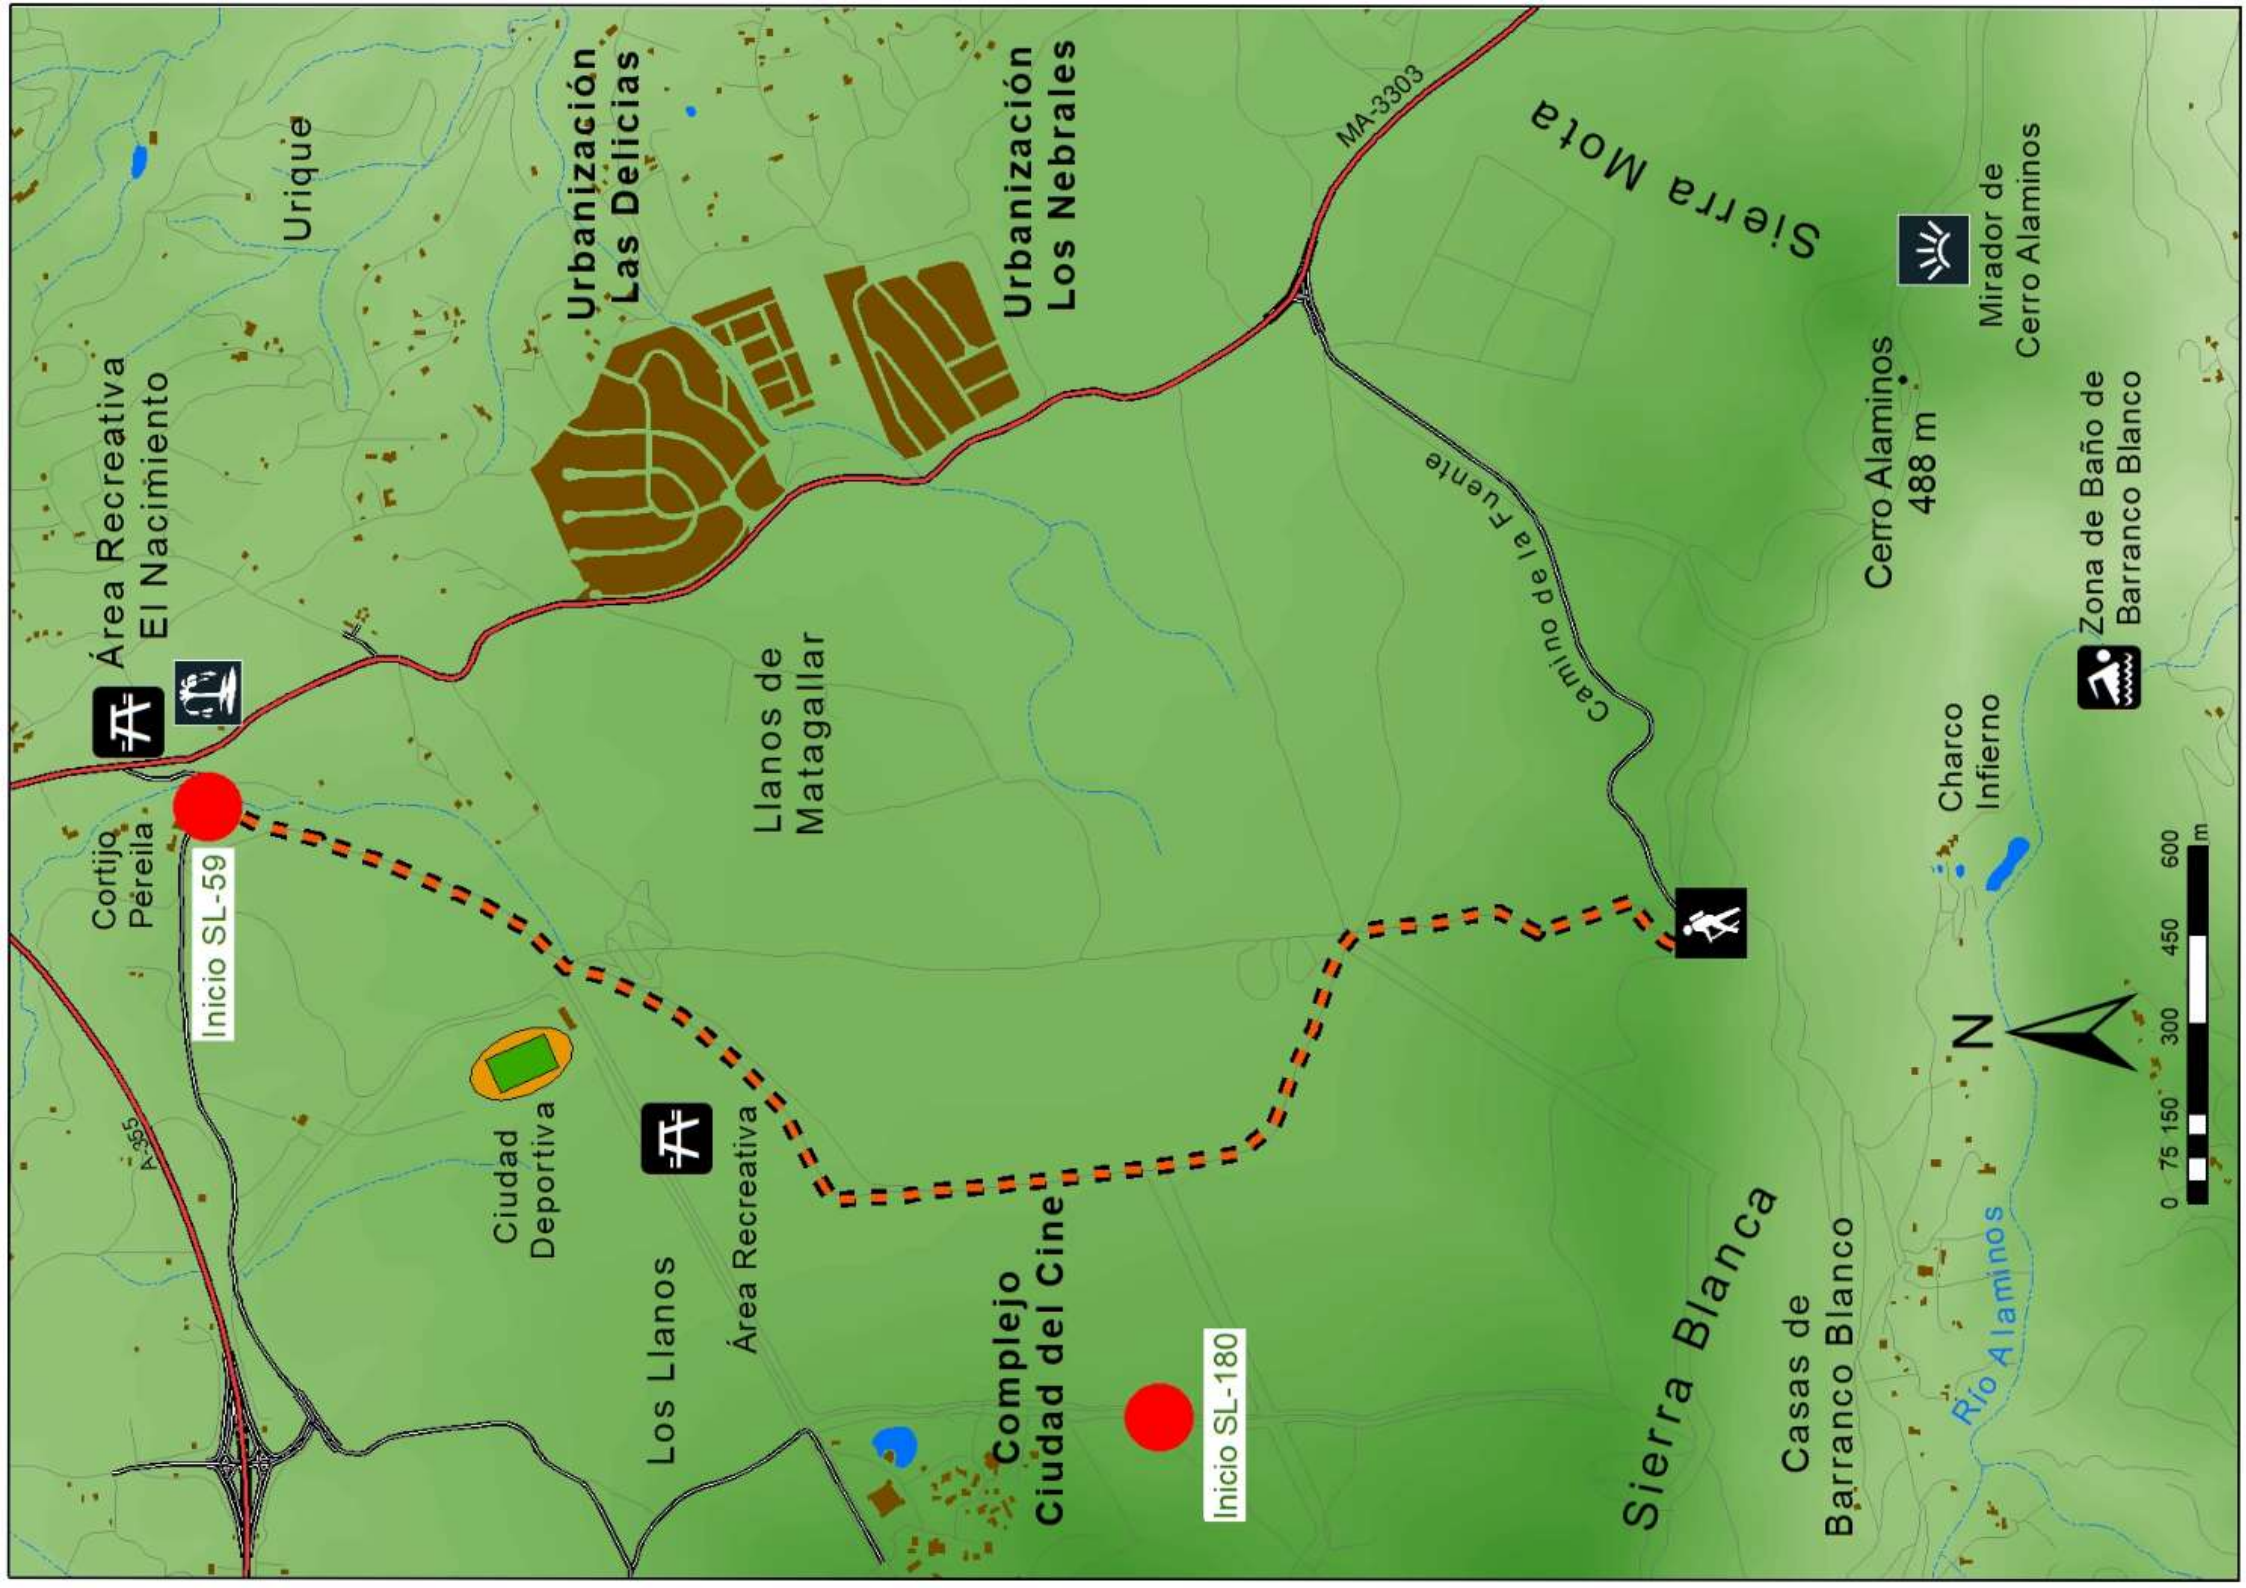 Cortijo
Pereila
Área Recreativa
El Nacimiento
A-355
Inicio SL-59
Urique
Ciudad
Deportiva
Urbanización
Las Delicias
Los Llanos
Área Recreativa
Llanos de
Matagallar
Complejo
Ciudad del Cine
Urbanización
Los Nebrales
Inicio SL-180
MA-3303
Camino de la Fuente
Sierra Mota
Sierra Blanca
Casas de
Barranco Blanco
Cerro Alaminos
488 m
Charco
Infierno
N
Río Alaminos
Mirador de
Cerro Alaminos
Zona de Baño de
Barranco Blanco
0 75 150 300 450 600
m